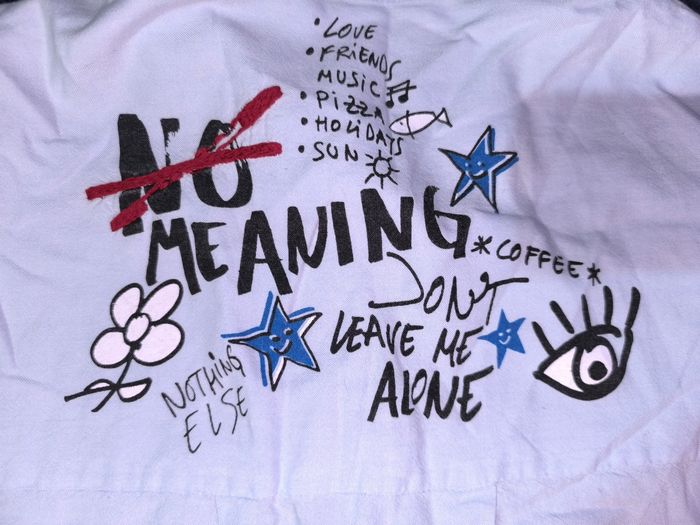 • LOVE
• FRIENDS
MUSIC
• PIZZA
• HOLIDAYS
• SUN
NO
MEANING
*COFFEE*
DON'T
LEAVE ME
ALONE
NOTHING
ELSE